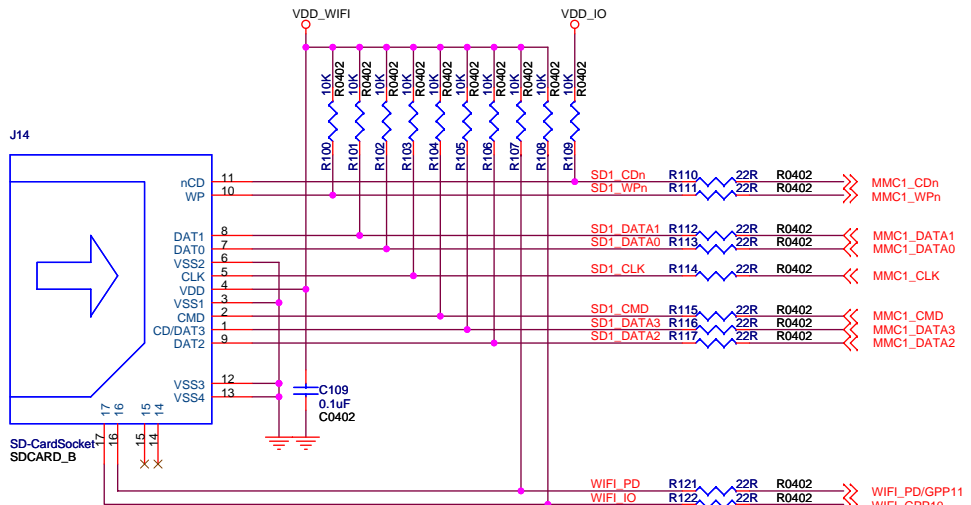 VDD_WIFI VDD_IO
10K R0402 10K R0402 10K R0402 10K R0402 10K R0402 10K R0402 10K R0402 10K R0402 10K R0402 10K R0402
R100 R101 R102 R103 R104 R105 R106 R107 R108 R109
J14
nCD 11 SD1_CDn R110 22R R0402 MMC1_CDn
WP 10 SD1_WPn R111 22R R0402 MMC1_WPn
DAT1 8 SD1_DATA1 R112 22R R0402 MMC1_DATA1
DAT0 7 SD1_DATA0 R113 22R R0402 MMC1_DATA0
VSS2 6
CLK 5 SD1_CLK R114 22R R0402 MMC1_CLK
VDD 4
VSS1 3
CMD 2 SD1_CMD R115 22R R0402 MMC1_CMD
CD/DAT3 1 SD1_DATA3 R116 22R R0402 MMC1_DATA3
DAT2 9 SD1_DATA2 R117 22R R0402 MMC1_DATA2
VSS3 12
VSS4 13
C109
0.1uF
C0402
17 16 15 14
17 16 15 14
SD-CardSocket
SDCARD_B
WIFI_PD R121 22R R0402 WIFI_PD/GPP11
WIFI_IO R122 22R R0402 WIFI_GPP10